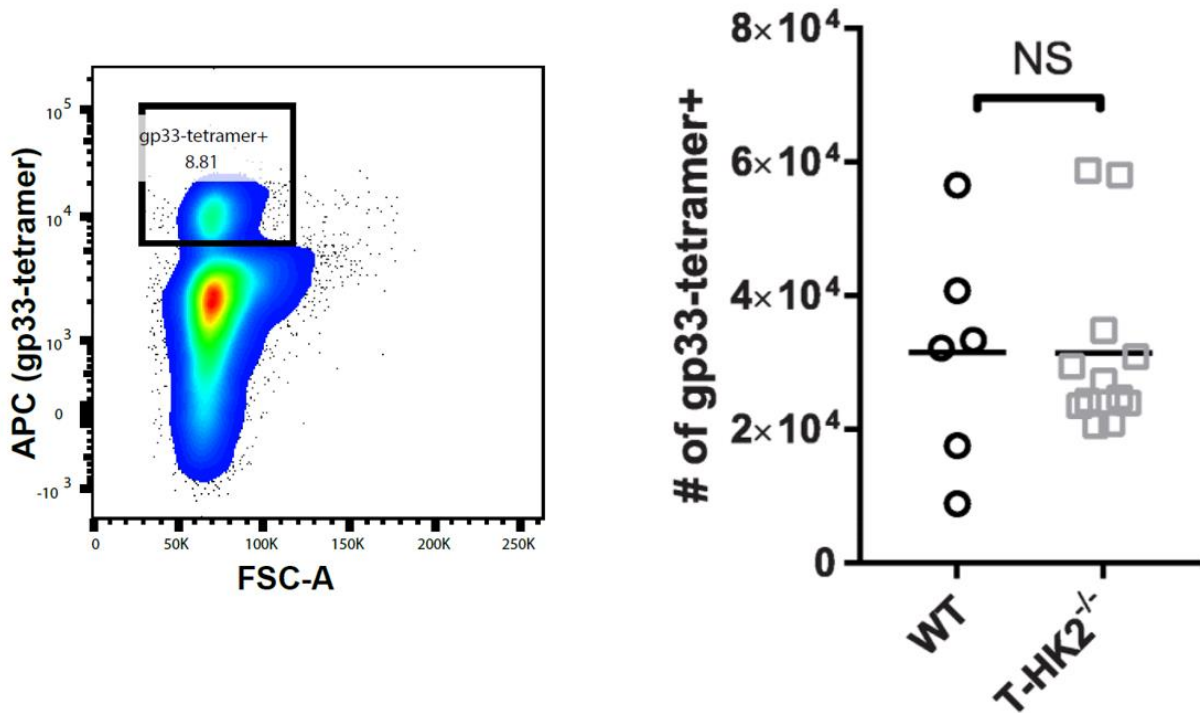 APC (gp33-tetramer)
10^5
10^4
10^3
0
-10^3
gp33-tetramer+
8.81
0 50K 100K 150K 200K 250K
FSC-A
# of gp33-tetramer+
8× 10^4
6× 10^4
4× 10^4
2× 10^4
0
NS
WT
T-HK2^-/-